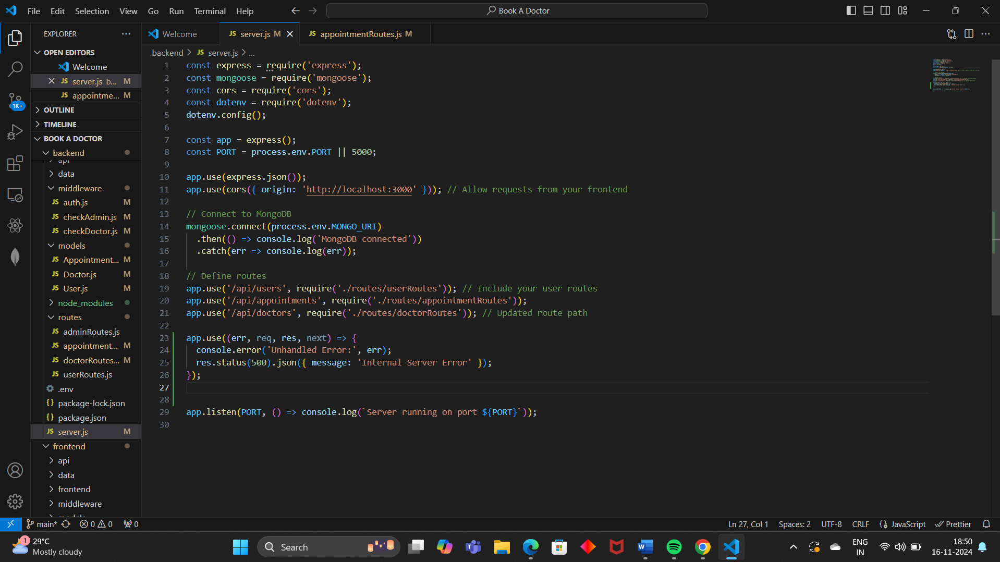 File Edit Selection View Go Run Terminal Help
Book A Doctor
EXPLORER
Welcome
server.js M
appointmentRoutes.js M
OPEN EDITORS
Welcome
server.js b... M
appointme... M
OUTLINE
TIMELINE
BOOK A DOCTOR
backend
api
data
middleware
auth.js M
checkAdmin.js M
checkDoctor.js M
models
Appointment... M
Doctor.js M
User.js M
node_modules
routes
adminRoutes.js
appointment... M
doctorRoutes... M
userRoutes.js
.env
package-lock.json
package.json
server.js M
frontend
api
data
frontend
middleware
models
1K+
backend > JS server.js > ...
1 const express = require('express');
2 const mongoose = require('mongoose');
3 const cors = require('cors');
4 const dotenv = require('dotenv');
5 dotenv.config();
6
7 const app = express();
8 const PORT = process.env.PORT || 5000;
9
10 app.use(express.json());
11 app.use(cors({ origin: 'http://localhost:3000' })); // Allow requests from your frontend
12
13 // Connect to MongoDB
14 mongoose.connect(process.env.MONGO_URI)
15 .then(() => console.log('MongoDB connected'))
16 .catch(err => console.log(err));
17
18 // Define routes
19 app.use('/api/users', require('./routes/userRoutes')); // Include your user routes
20 app.use('/api/appointments', require('./routes/appointmentRoutes'));
21 app.use('/api/doctors', require('./routes/doctorRoutes')); // Updated route path
22
23 app.use((err, req, res, next) => {
24 console.error('Unhandled Error:', err);
25 res.status(500).json({ message: 'Internal Server Error' });
26 });
27
28
29 app.listen(PORT, () => console.log(`Server running on port ${PORT}`));
30
main* 0 0 0
Ln 27, Col 1 Spaces: 2 UTF-8 CRLF {} JavaScript Prettier
1
29°C
Mostly cloudy
Search
ENG
IN
18:50
16-11-2024